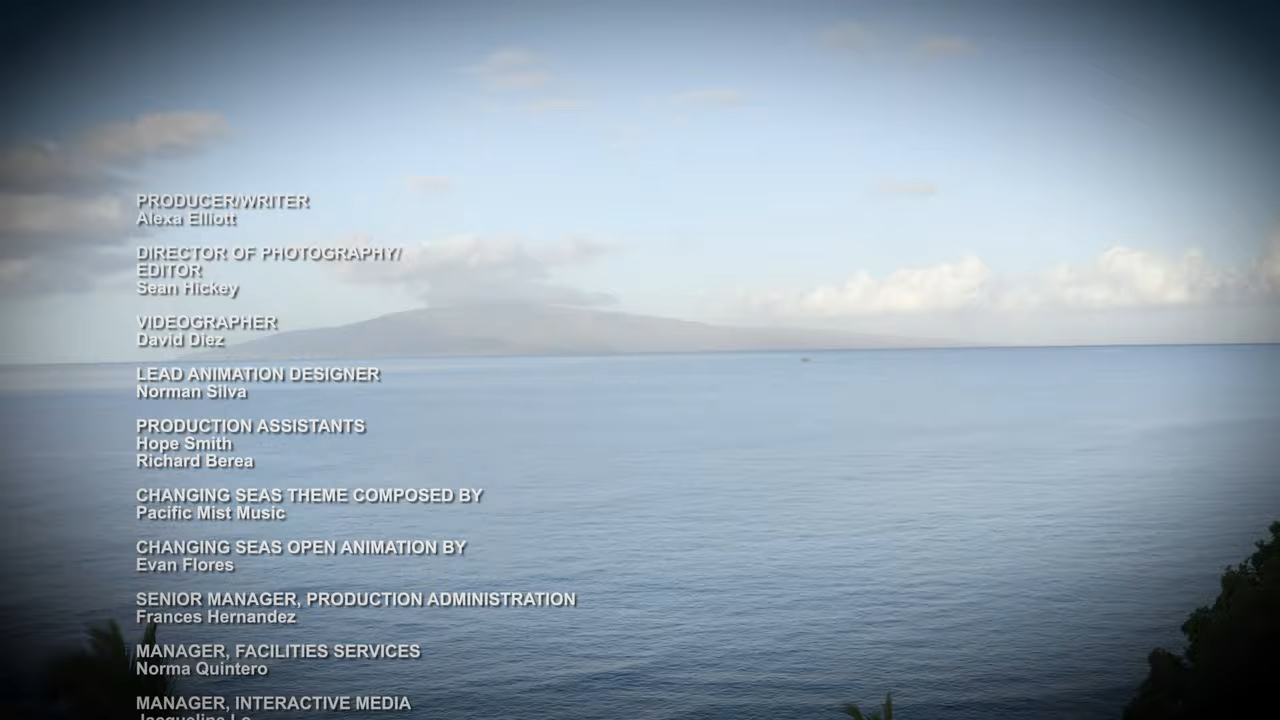 PRODUCER/WRITER
Alexa Elliott
DIRECTOR OF PHOTOGRAPHY/
EDITOR
Sean Hickey
VIDEOGRAPHER
David Diez
LEAD ANIMATION DESIGNER
Norman Silva
PRODUCTION ASSISTANTS
Hope Smith
Richard Berea
CHANGING SEAS THEME COMPOSED BY
Pacific Mist Music
CHANGING SEAS OPEN ANIMATION BY
Evan Flores
SENIOR MANAGER, PRODUCTION ADMINISTRATION
Frances Hernandez
MANAGER, FACILITIES SERVICES
Norma Quintero
MANAGER, INTERACTIVE MEDIA